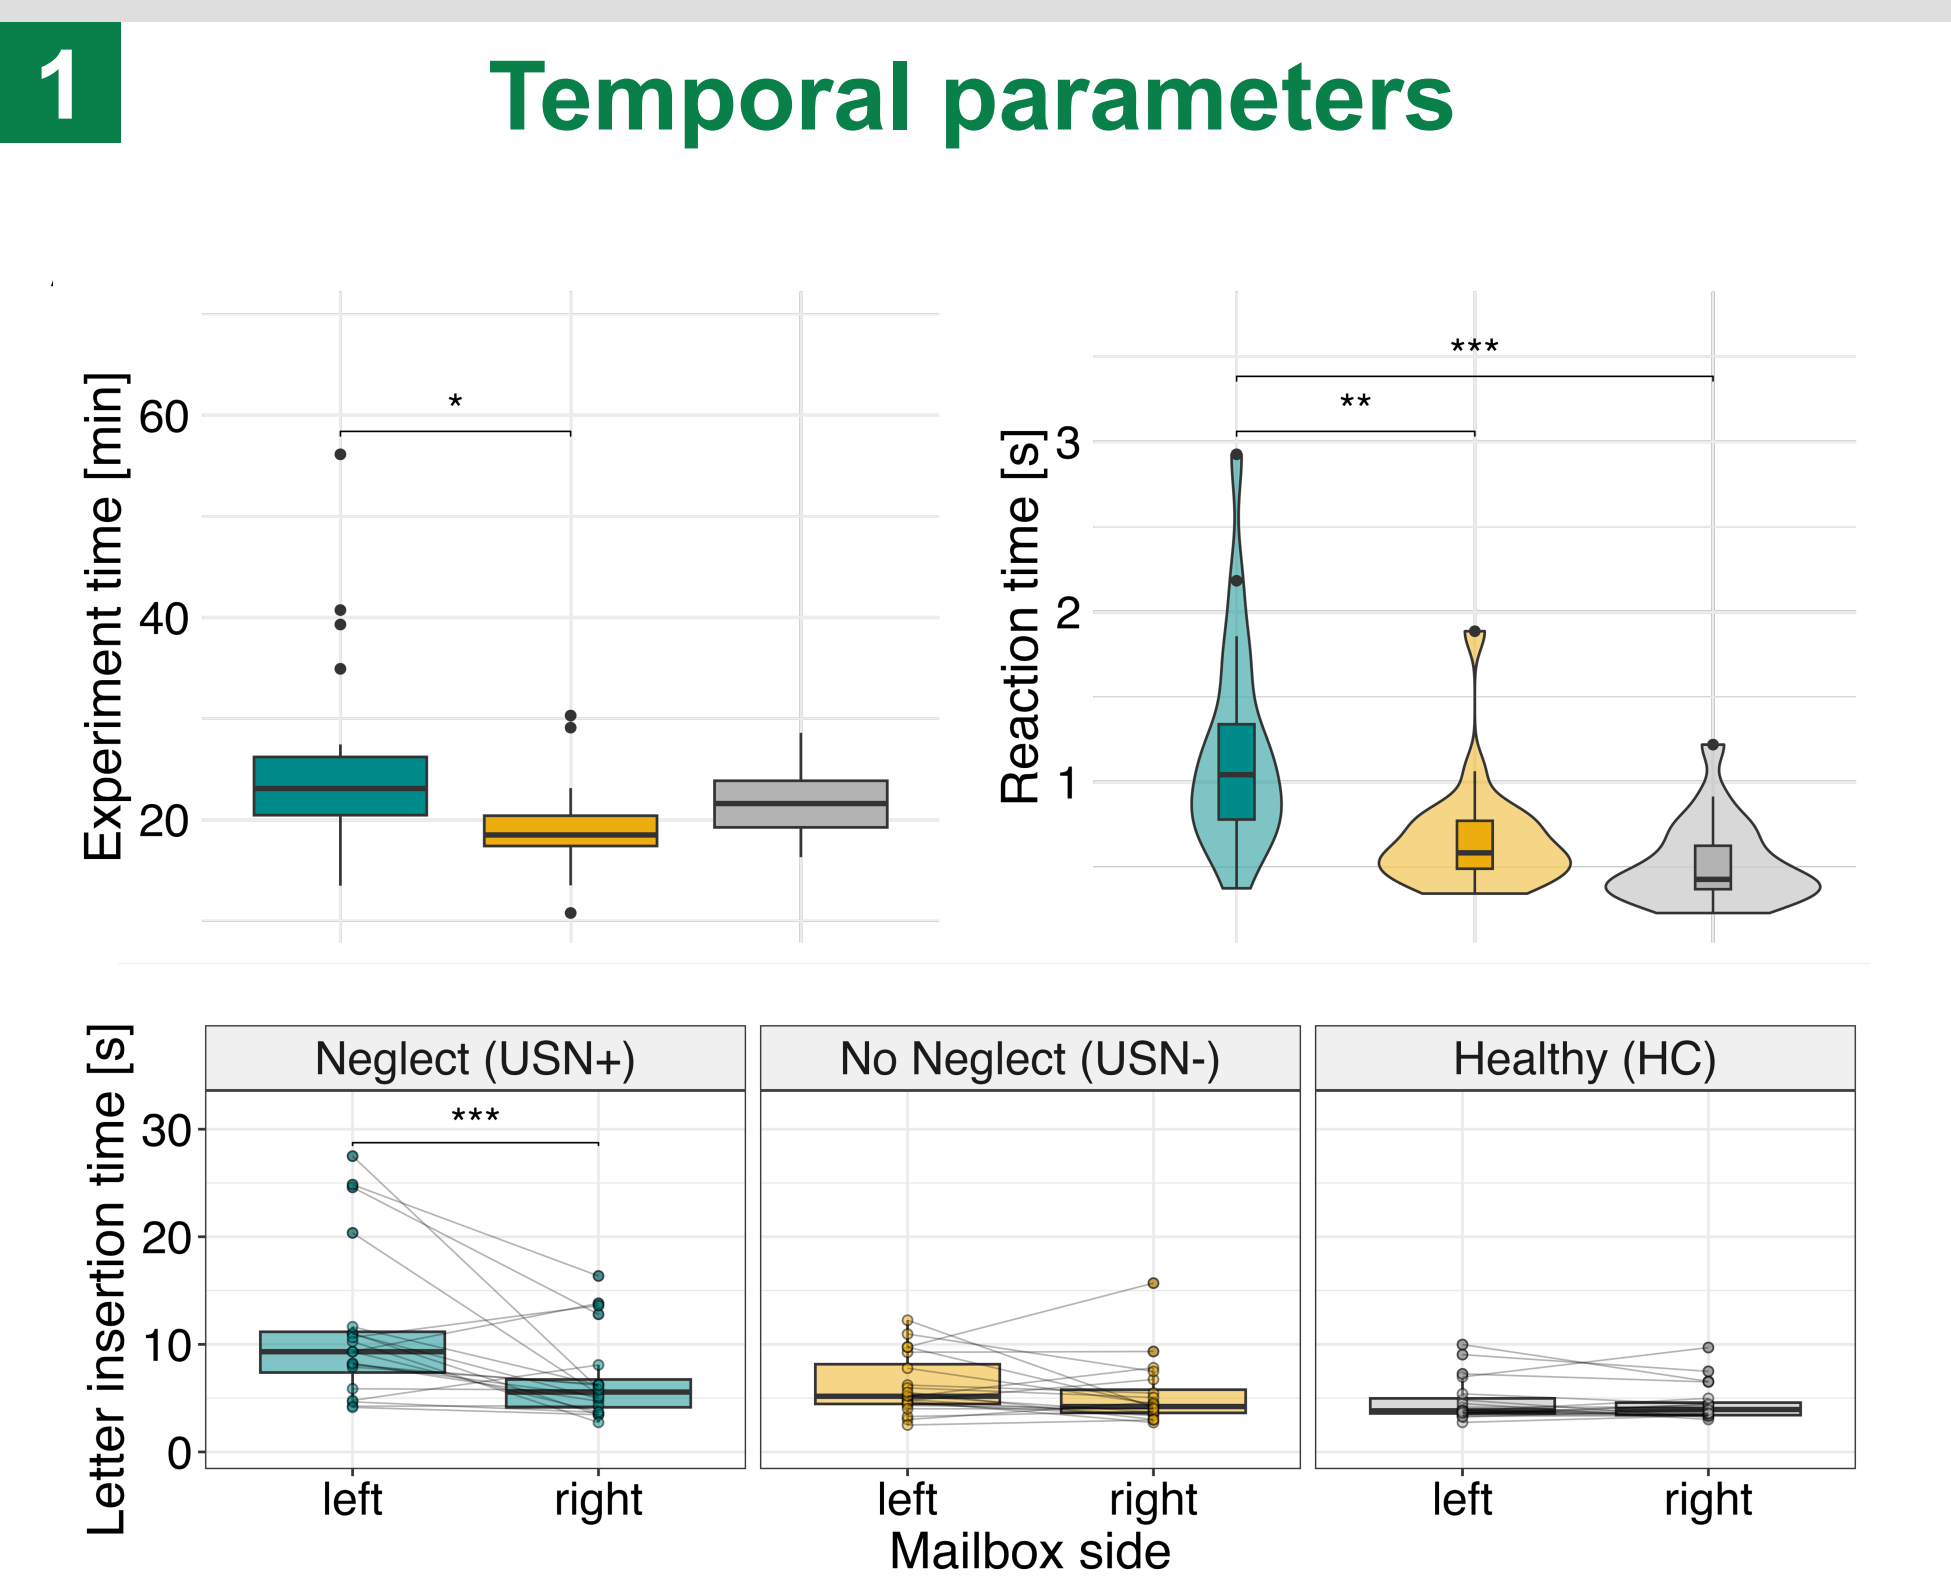 1
Temporal parameters
Experiment time [min]
60
40
20
*
Reaction time [s]
3
2
1
***
**
Letter insertion time [s]
30
20
10
0
Neglect (USN+)
No Neglect (USN-)
Healthy (HC)
***
left right left right left right
Mailbox side